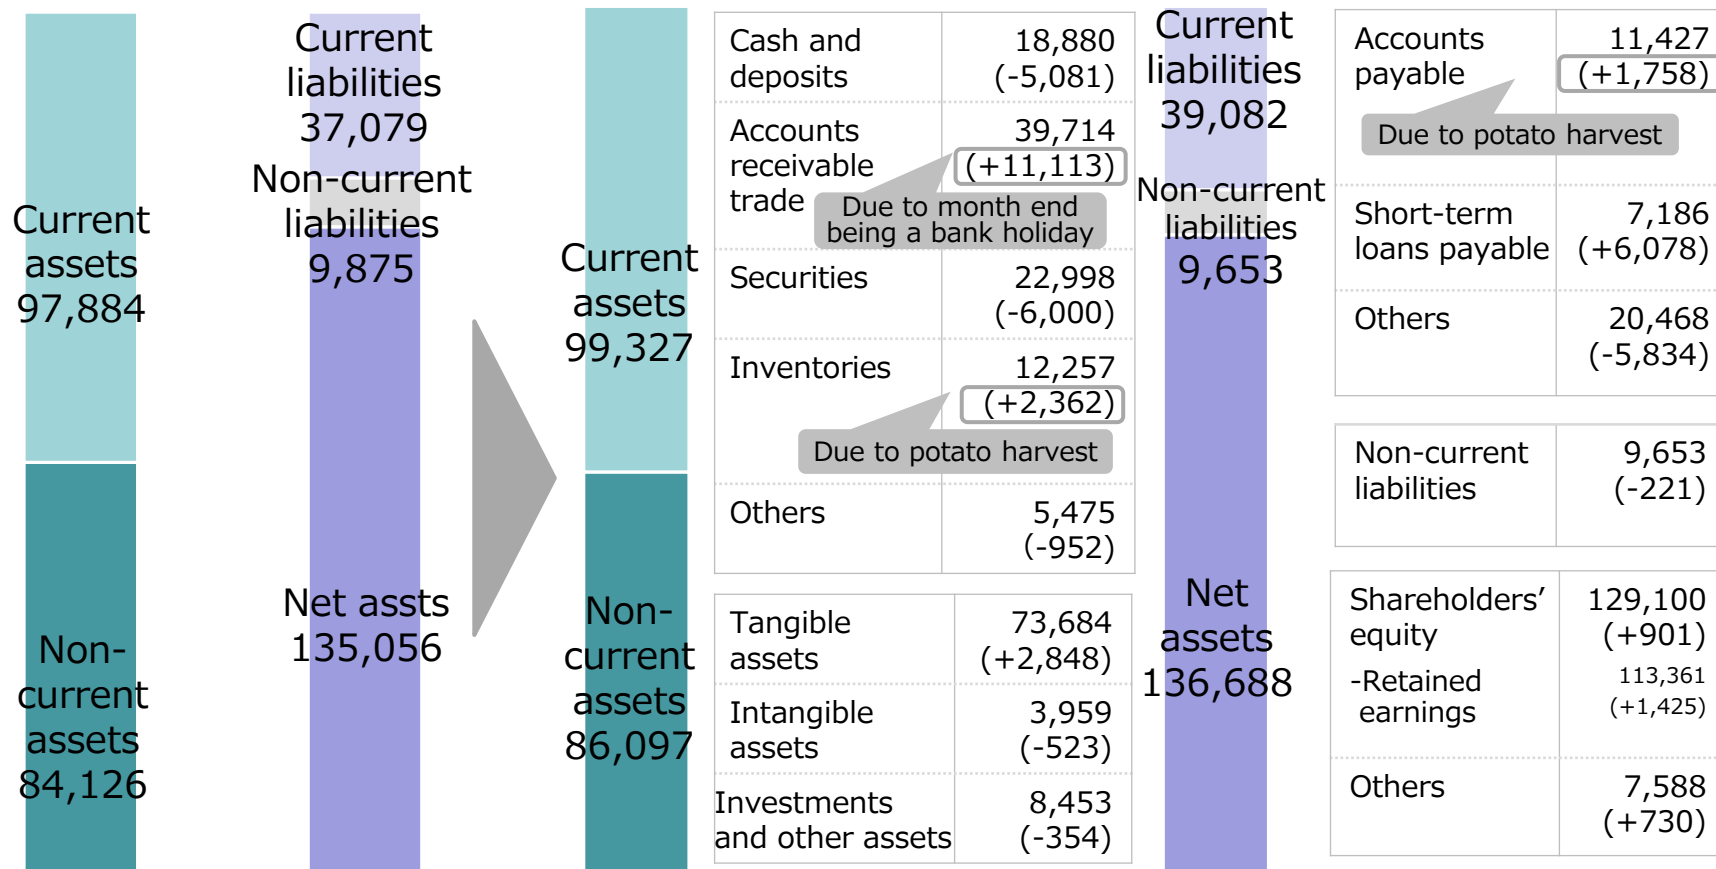 Current
assets
97,884
Non-
current
assets
84,126
Current
liabilities
37,079
Non-current
liabilities
9,875
Net assts
135,056
Current
assets
99,327
Non-
current
assets
86,097
Cash and
deposits
18,880
(-5,081)
Accounts
receivable
trade
39,714
(+11,113)
Due to month end
being a bank holiday
Securities
22,998
(-6,000)
Inventories
12,257
(+2,362)
Due to potato harvest
Others
5,475
(-952)
Tangible
assets
73,684
(+2,848)
Intangible
assets
3,959
(-523)
Investments
and other assets
8,453
(-354)
Current
liabilities
39,082
Non-current
liabilities
9,653
Net
assets
136,688
Accounts
payable
11,427
(+1,758)
Due to potato harvest
Short-term
loans payable
7,186
(+6,078)
Others
20,468
(-5,834)
Non-current
liabilities
9,653
(-221)
Shareholders’
equity
129,100
(+901)
-Retained
earnings
113,361
(+1,425)
Others
7,588
(+730)